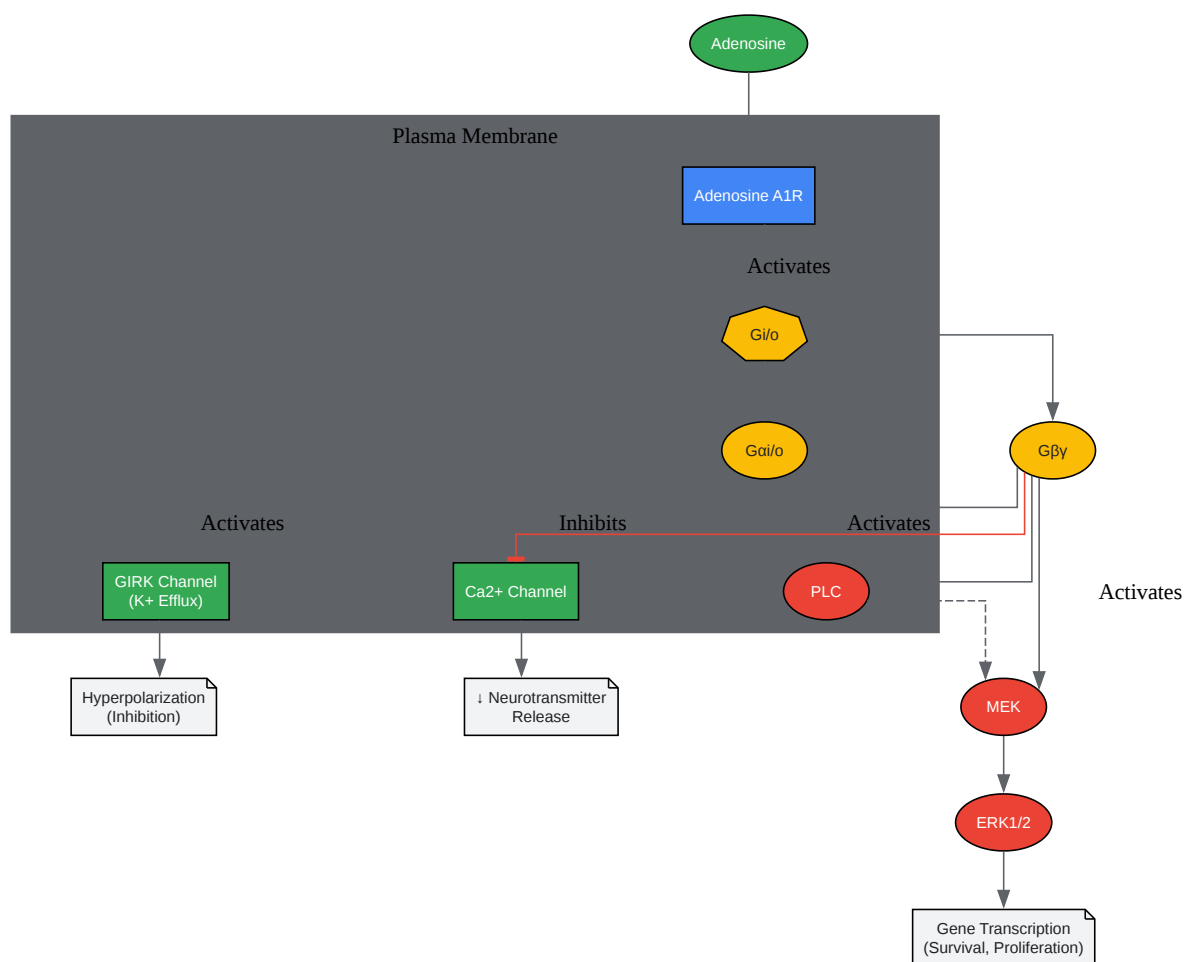 Adenosine
Plasma Membrane
Adenosine A1R
Activates
Gi/o
Gαi/o
Gβγ
Activates
Inhibits
Activates
GIRK Channel
(K+ Efflux)
Ca2+ Channel
PLC
Activates
Hyperpolarization
(Inhibition)
↓ Neurotransmitter
Release
MEK
ERK1/2
Gene Transcription
(Survival, Proliferation)